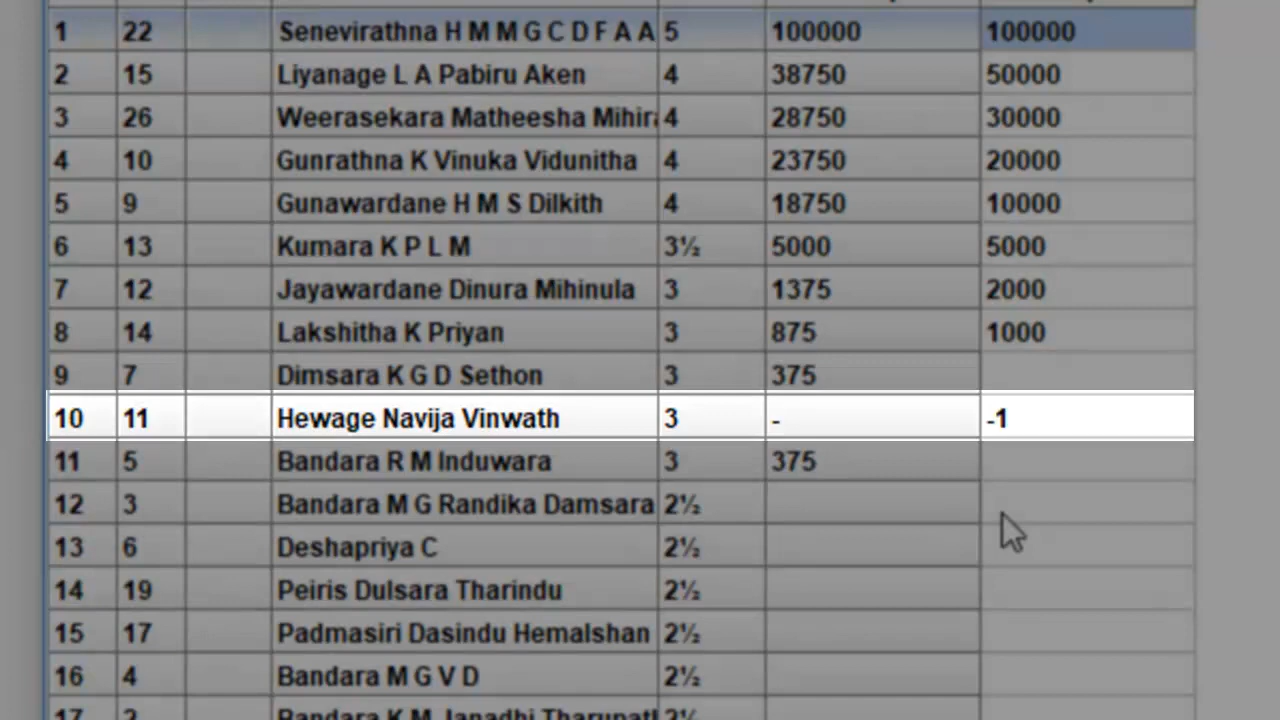 1 22 Senevirathna H M M G C D F A A 5 100000 100000
2 15 Liyanage L A Pabiru Aken 4 38750 50000
3 26 Weerasekara Matheesha 4 28750 30000
4 10 Gunrathna K Vinuka Vidunitha 4 23750 20000
5 9 Gunawardane H M S Dilkith 4 18750 10000
6 13 Kumara K P L M 3½ 5000 5000
7 12 Jayawardane Dinura Mihinula 3 1375 2000
8 14 Lakshitha K Priyan 3 875 1000
9 7 Dimsara K G D Sethon 3 375
10 11 Hewage Navija Vinwath 3 - -1
11 5 Bandara R M Induwara 3 375
12 3 Bandara M G Randika Damsara 2½
13 6 Deshapriya C 2½
14 19 Peiris Dulsara Tharindu 2½
15 17 Padmasiri Dasindu Hemalshan 2½
16 4 Bandara M G V D 2½
17 Bandara K M